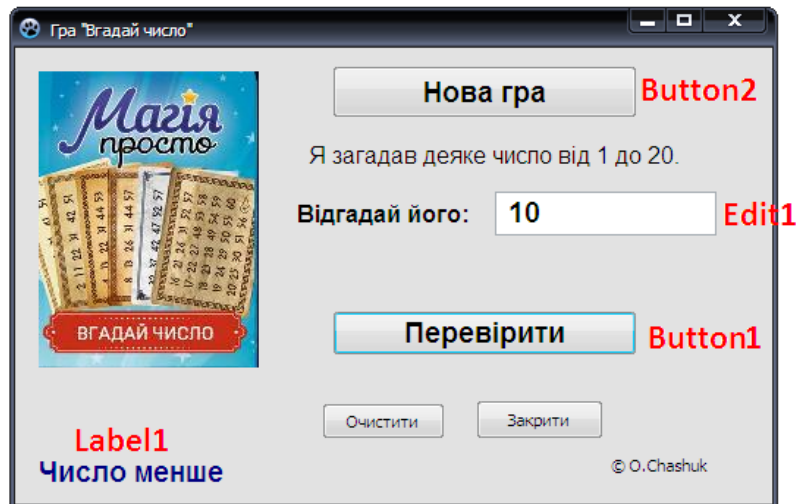 Гра "Вгадай число"
Магія
просто
ВГАДАЙ ЧИСЛО
Нова гра
Button2
Я загадав деяке число від 1 до 20.
Відгадай його:
10
Edit1
Перевірити
Button1
Очистити
Закрити
Label1
Число менше
© O.Chashuk